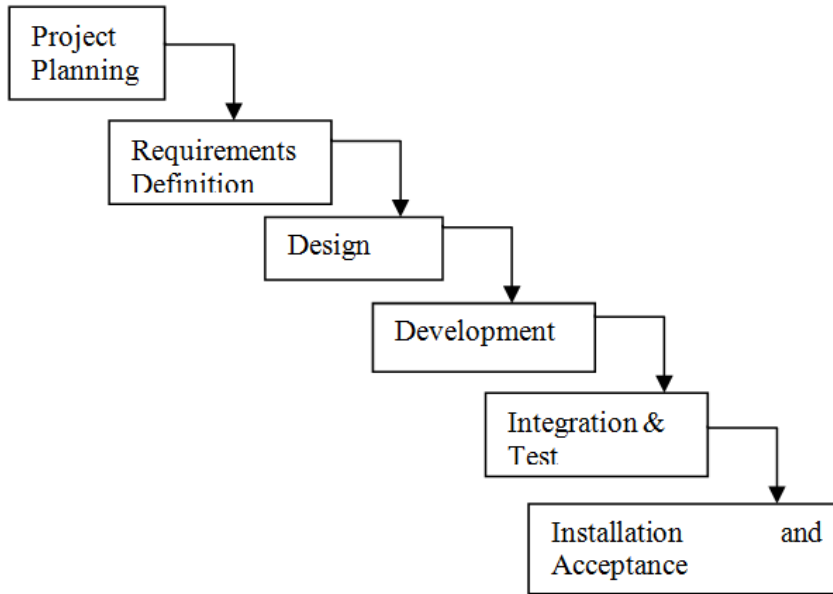 Project
Planning
Requirements
Definition
Design
Development
Integration &
Test
Installation and
Acceptance